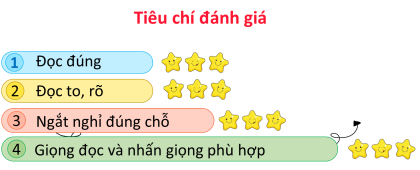 Tiêu chí đánh giá
1 Đọc đúng
2 Đọc to, rõ
3 Ngắt nghỉ đúng chỗ
4 Giọng đọc và nhấn giọng phù hợp